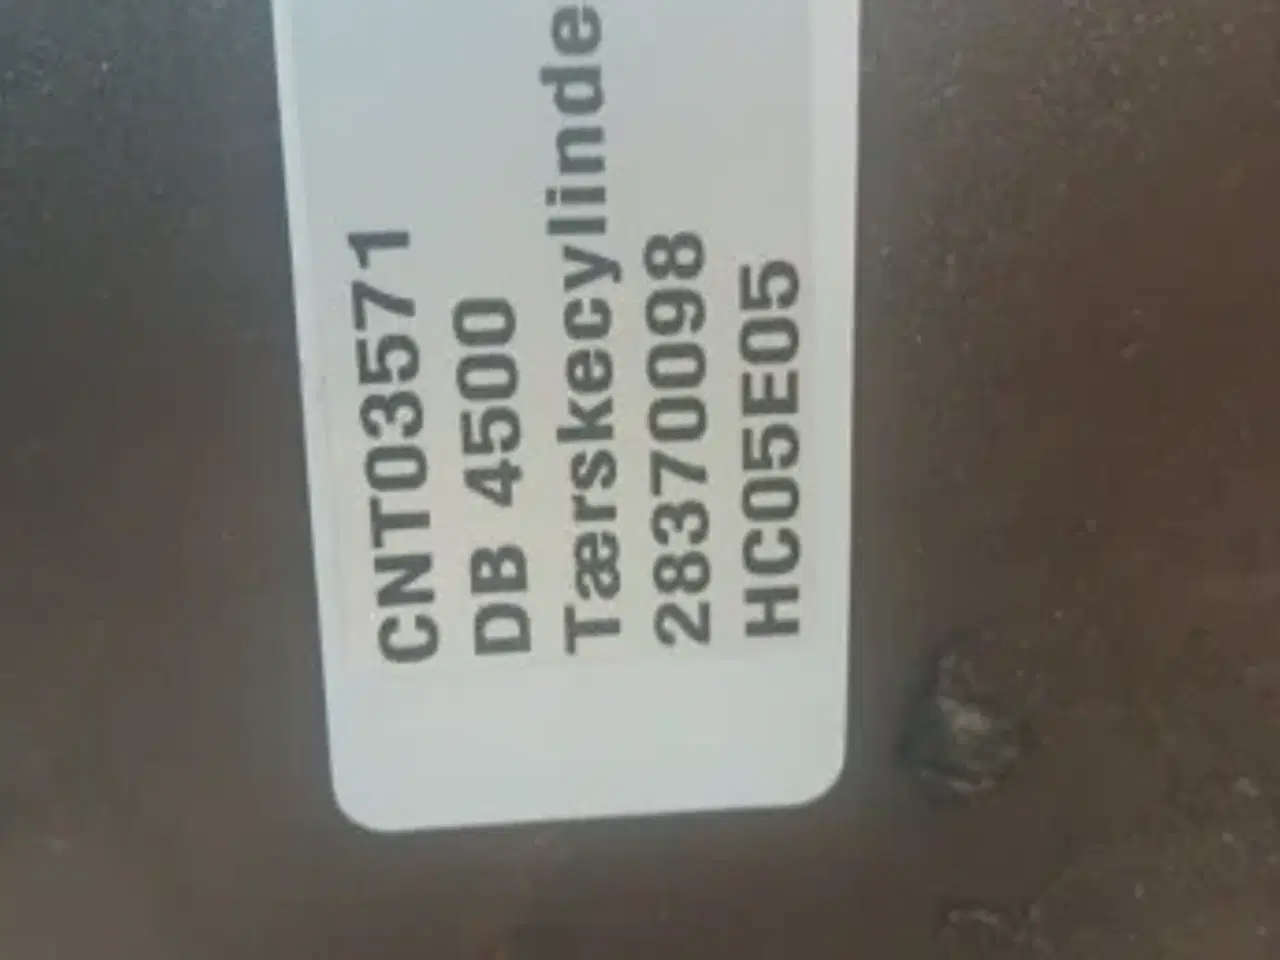 CNT03571
DB 4500
Tærskecylinde
28370098
HC05E05